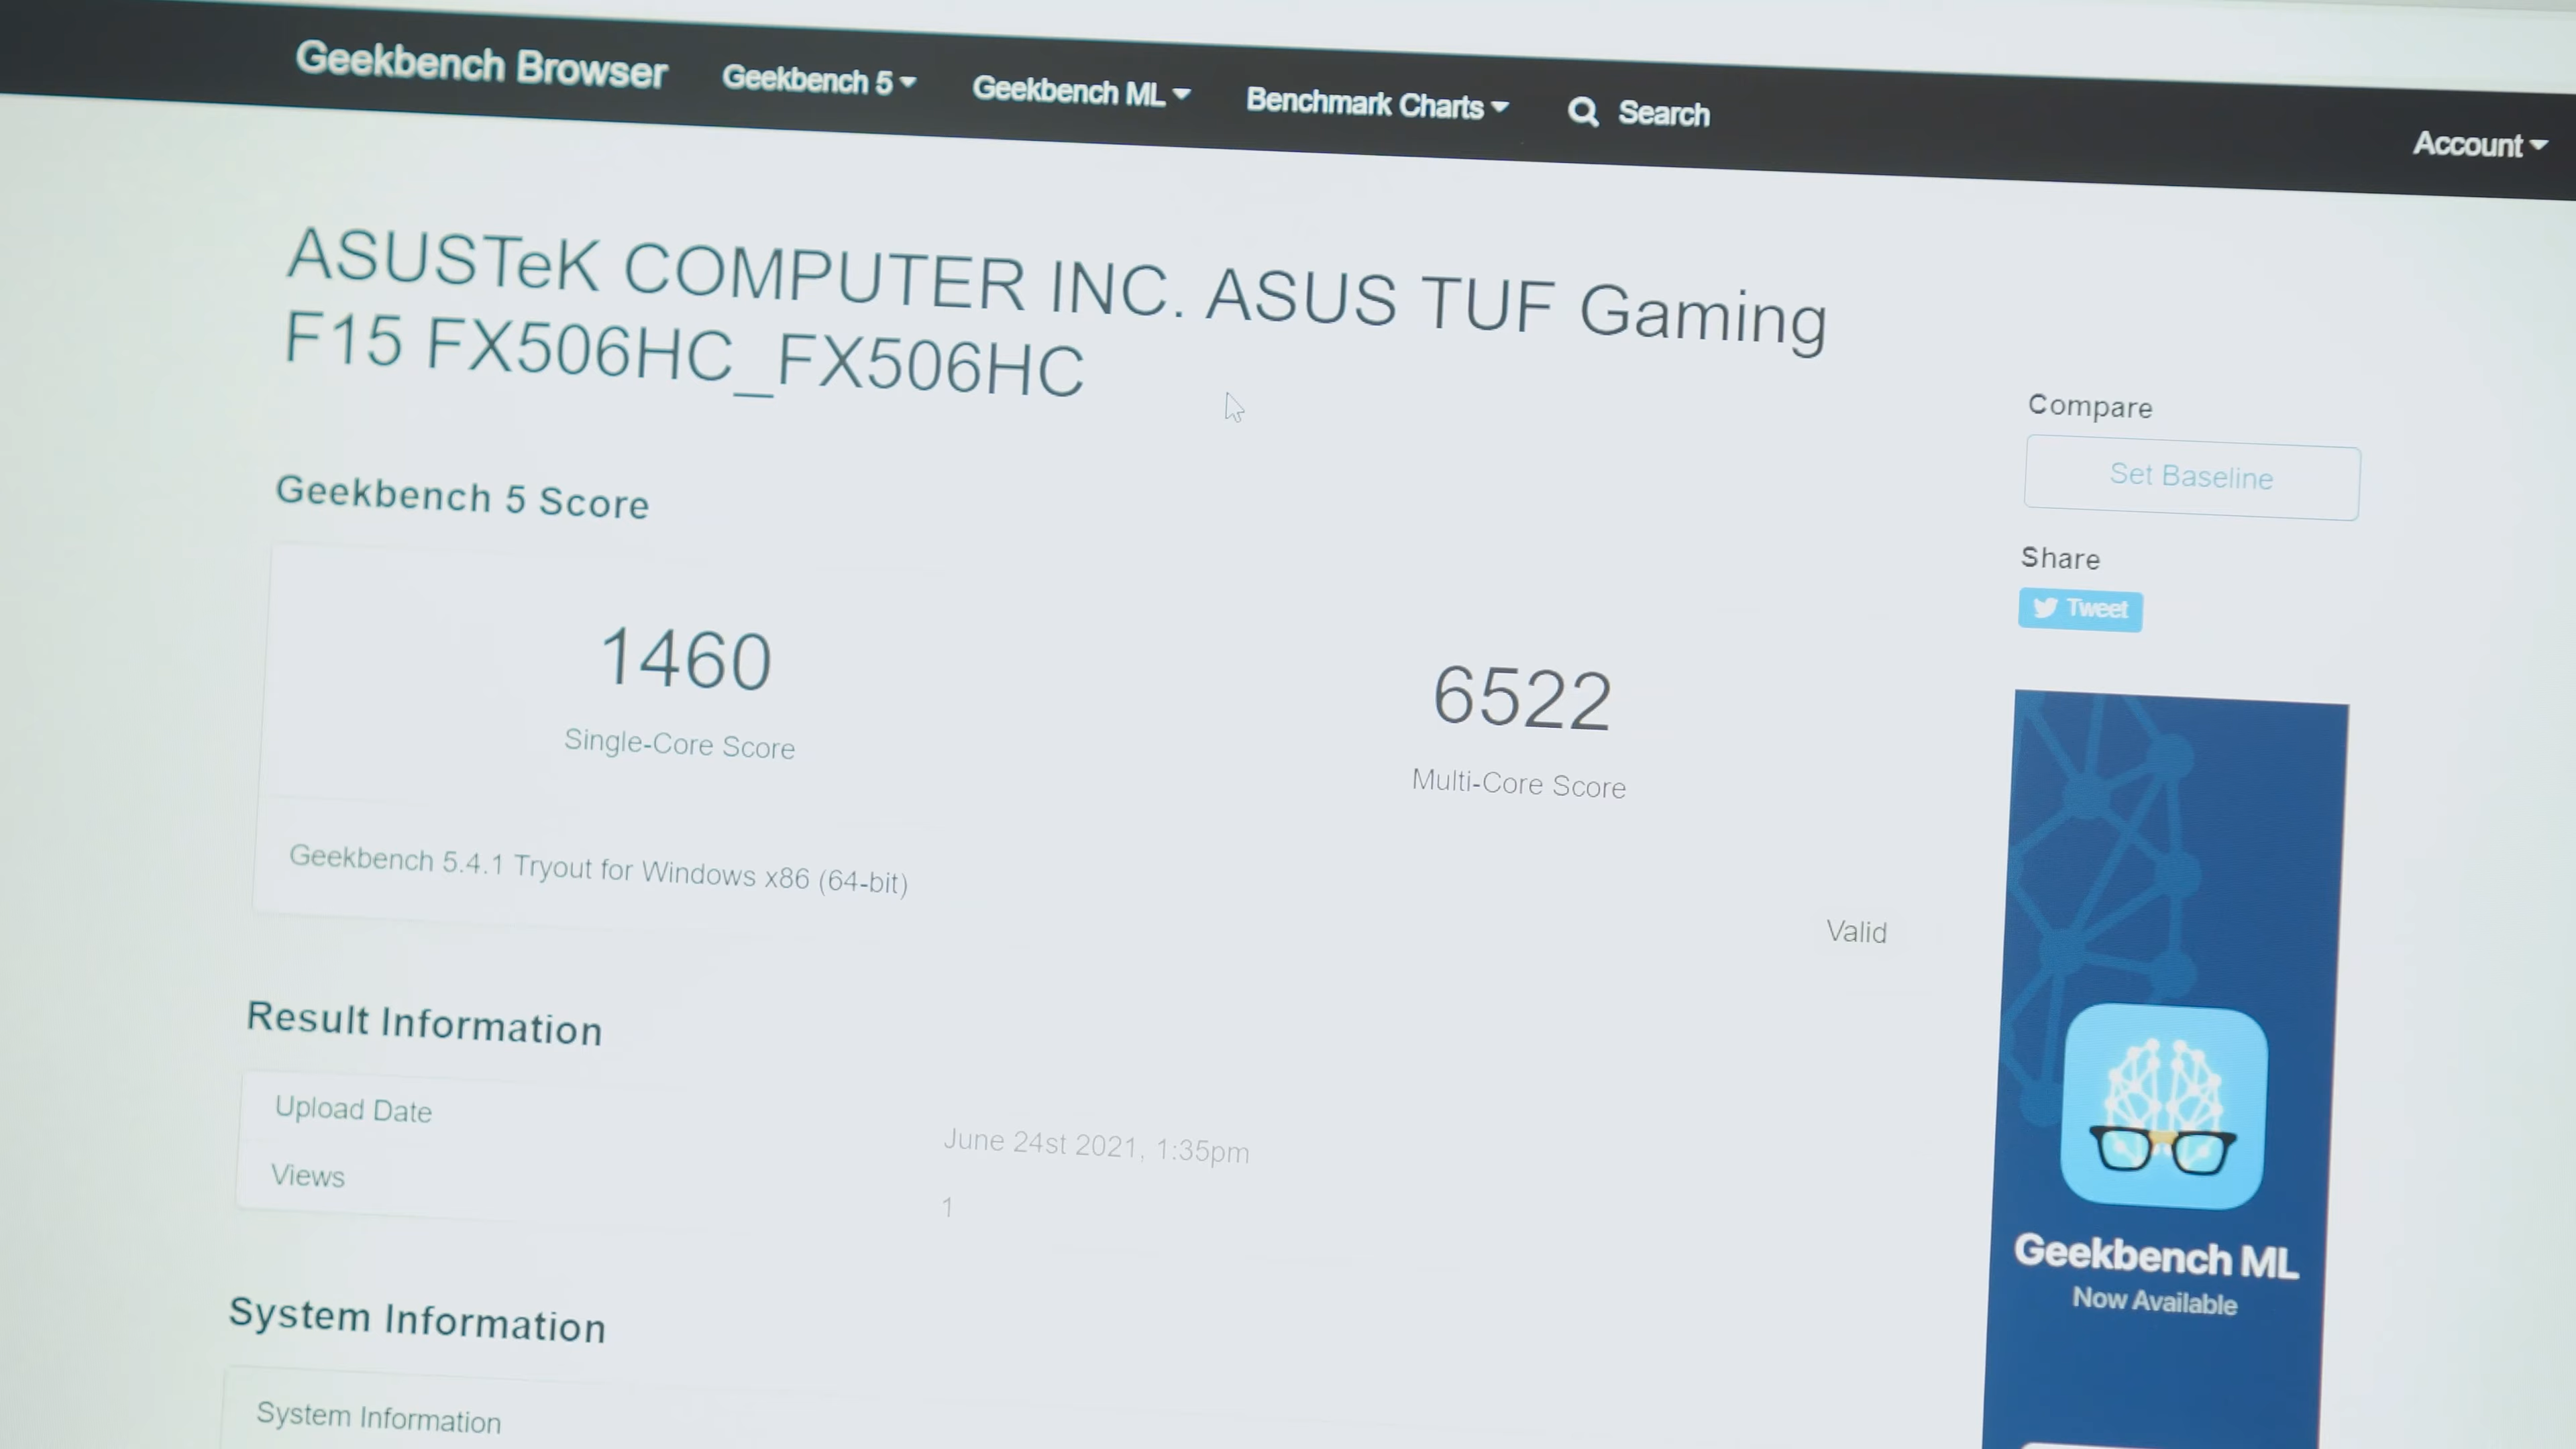 Geekbench Browser Geekbench 5 Geekbench ML Benchmark Charts Search Account
ASUSTeK COMPUTER INC. ASUS TUF Gaming
F15 FX506HC_FX506HC
Compare
Set Baseline
Share
Tweet
Geekbench 5 Score
1460 6522
Single-Core Score Multi-Core Score
Geekbench 5.4.1 Tryout for Windows x86 (64-bit) Valid
Result Information
Upload Date June 24st 2021, 1:35pm
Views 1
System Information
System Information
Geekbench ML
Now Available